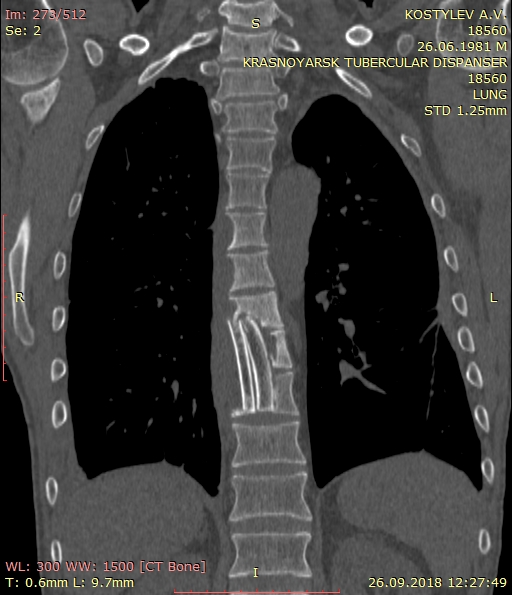 Im: 273/512
Se: 2
S
KOSTYLEV A.V.
18560
26.06.1981 M
KRASNOYARSK TUBERCULAR DISPANSER
18560
LUNG
STD 1.25mm
R
L
WL: 300 WW: 1500 [CT Bone]
T: 0.6mm L: 9.7mm
I
26.09.2018 12:27:49